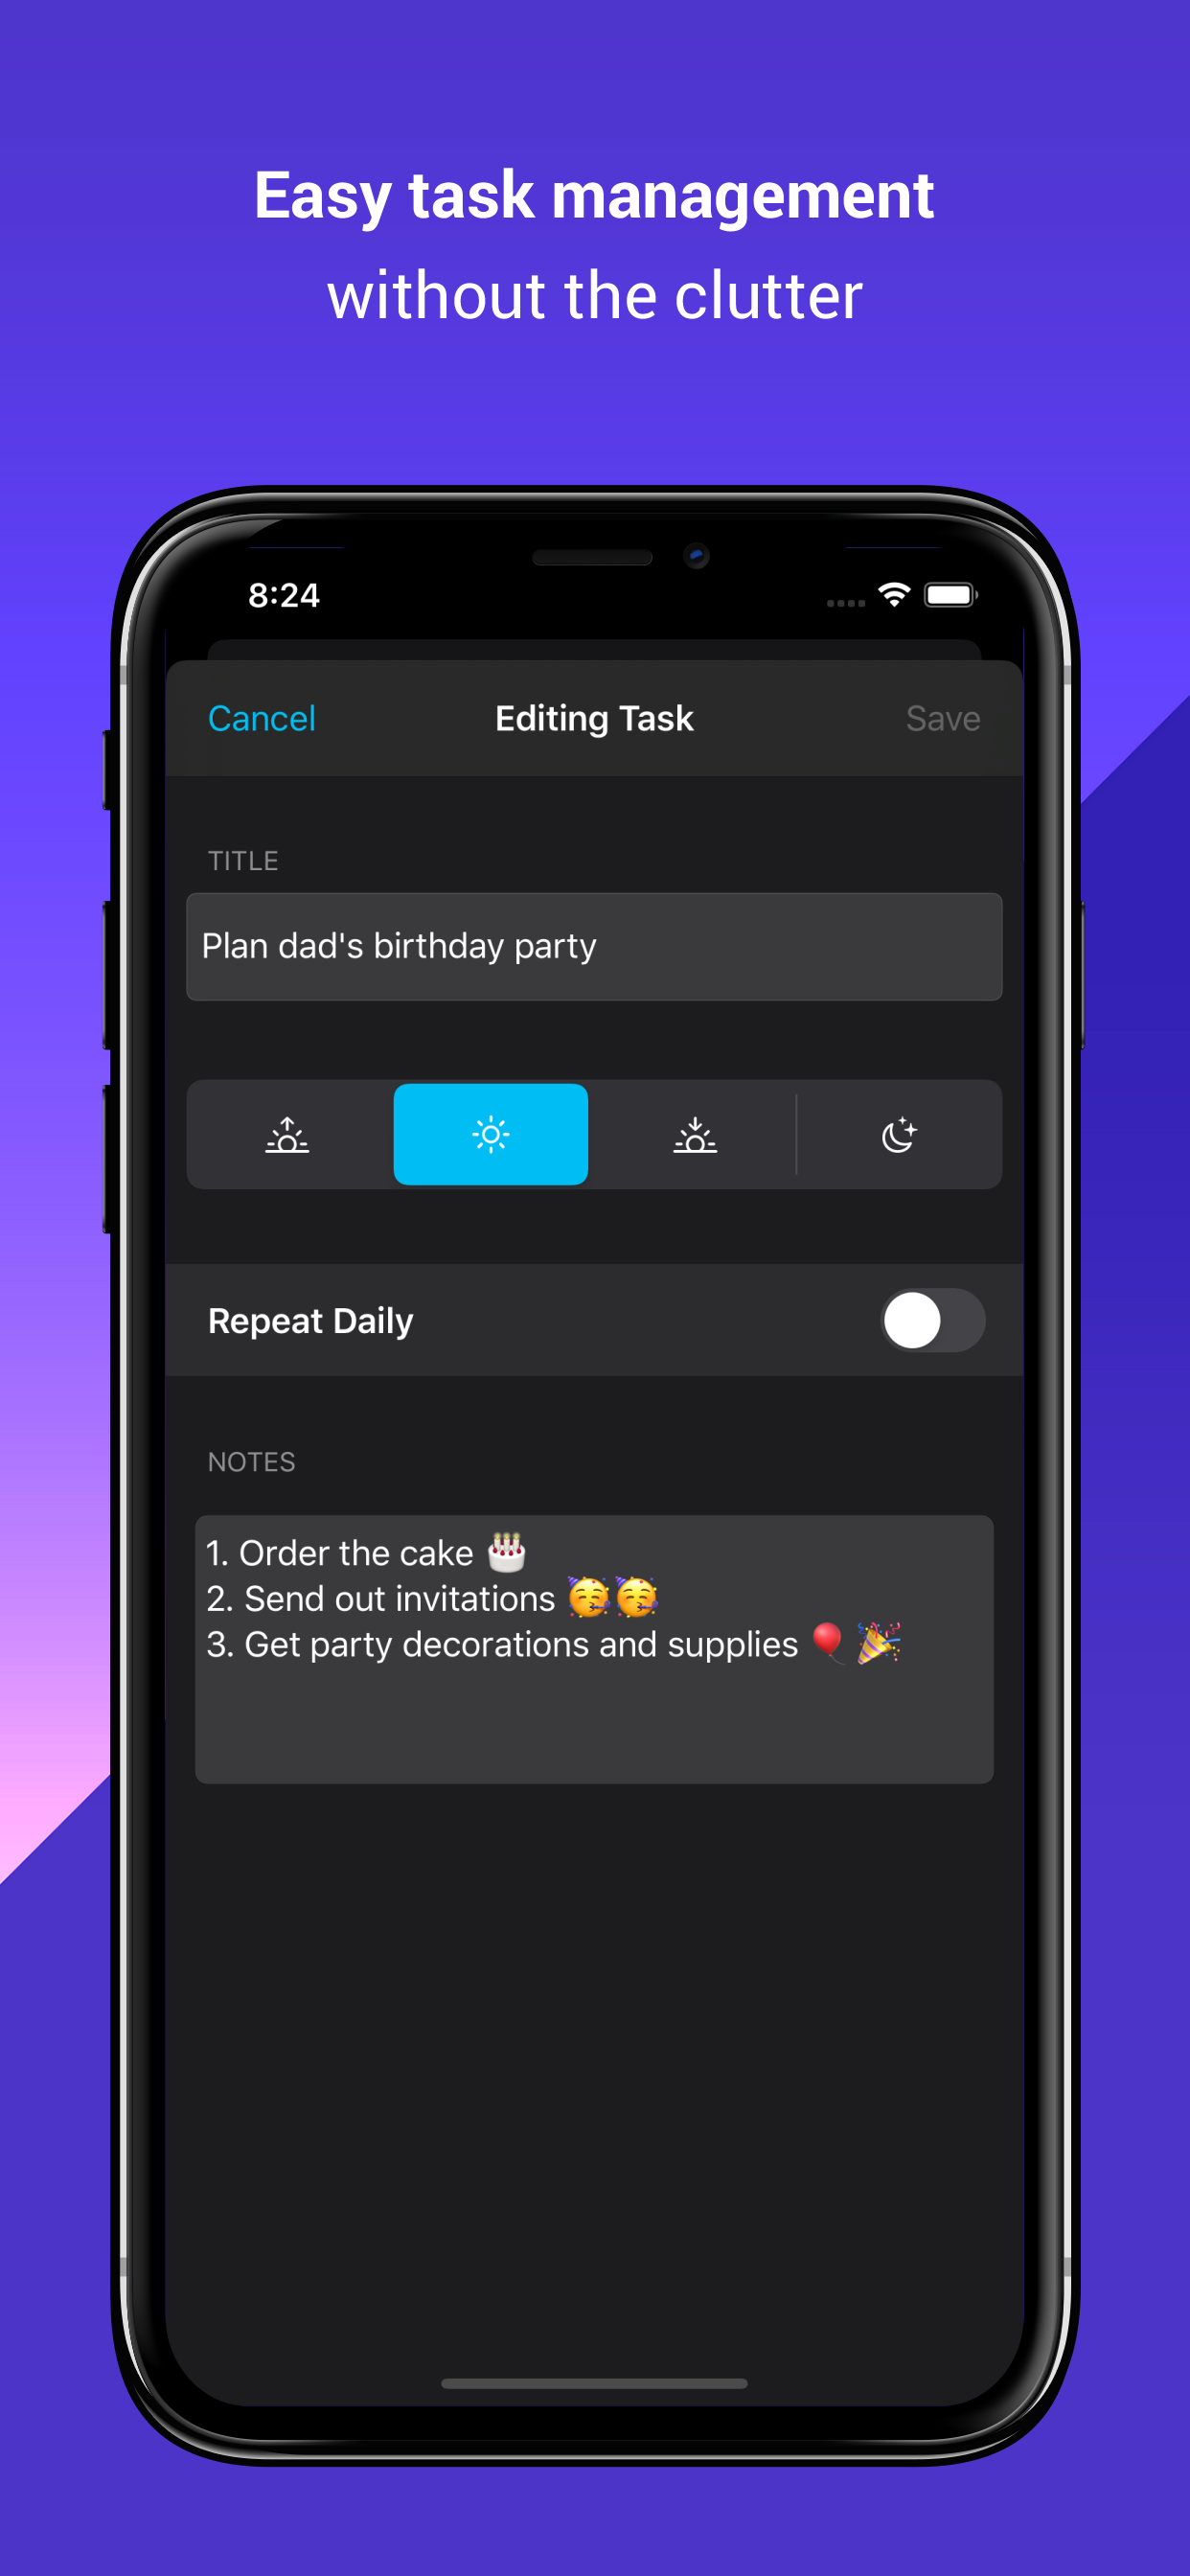 Easy task management
without the clutter
8:24
Cancel Editing Task Save
TITLE
Plan dad's birthday party
Repeat Daily
NOTES
1. Order the cake 🎂
2. Send out invitations 🥳🥳
3. Get party decorations and supplies 🎈🎉